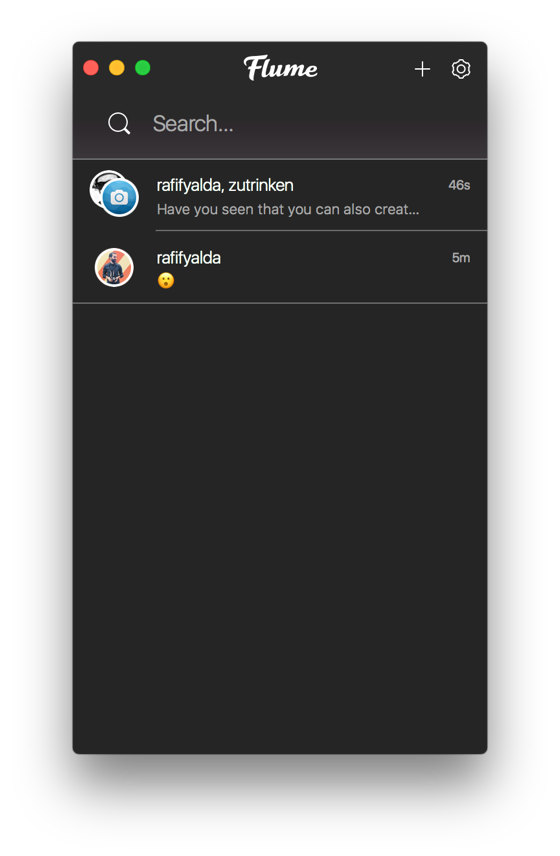 Flume
Search...
rafifyalda, zutrinken
46s
Have you seen that you can also creat...
rafifyalda
5m
😮